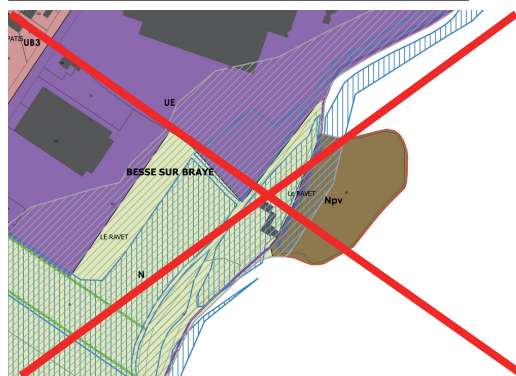 PATIS
UB3
UE
BESSE SUR BRAYE
Le RAVET
Npv
LE RAVET
N